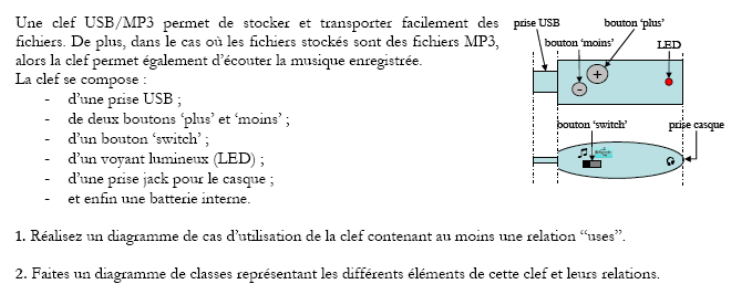 Une clef USB/MP3 permet de stocker et transporter facilement des
fichiers. De plus, dans le cas où les fichiers stockés sont des fichiers MP3,
alors la clef permet également d'écouter la musique enregistrée.
La clef se compose :
- d'une prise USB ;
- de deux boutons 'plus' et 'moins' ;
- d'un bouton 'switch' ;
- d'un voyant lumineux (LED) ;
- d'une prise jack pour le casque ;
- et enfin une batterie interne.
prise USB
bouton 'plus'
bouton 'moins'
LED
+
-
bouton 'switch'
prise casque
1. Réalisez un diagramme de cas d'utilisation de la clef contenant au moins une relation "uses".
2. Faites un diagramme de classes représentant les différents éléments de cette clef et leurs relations.